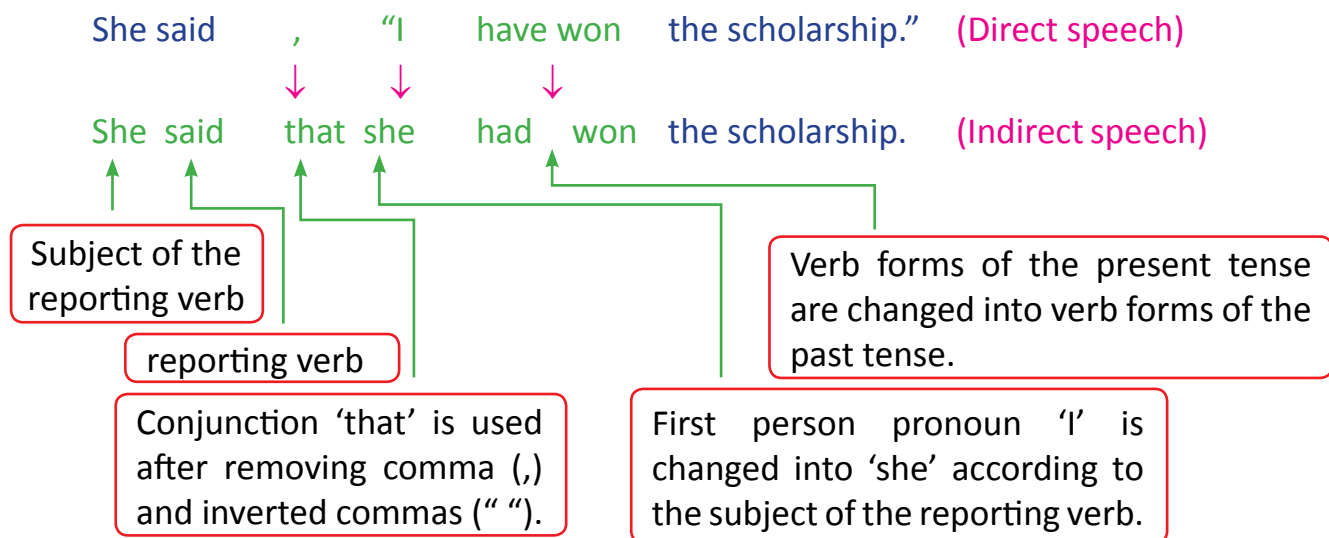 She said , “I have won the scholarship.” (Direct speech)
She said that she had won the scholarship. (Indirect speech)
Subject of the
reporting verb
reporting verb
Conjunction ‘that’ is used
after removing comma (,)
and inverted commas (“ “).
First person pronoun ‘I’ is
changed into ‘she’ according to
the subject of the reporting verb.
Verb forms of the present tense
are changed into verb forms of the
past tense.